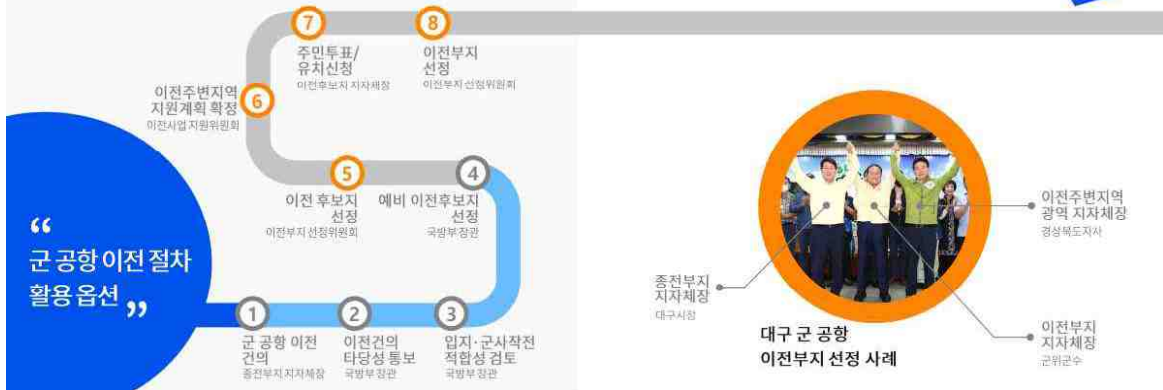 “
군 공항 이전 절차
활용 옵션 ”
1
군 공항 이전
건의
종전부지 지자체장
2
이전건의
타당성 통보
국방부 장관
3
입지·군사작전
적합성 검토
국방부 장관
4
예비 이전후보지
선정
국방부 장관
5
이전 후보지
선정
이전부지 선정위원회
6
이전주변지역
지원계획 확정
이전사업 지원위원회
7
주민투표/
유치신청
이전후보지 지자체장
8
이전부지
선정
이전부지 선정위원회
종전부지
지자체장
대구시장
이전주변지역
광역 지자체장
경상북도지사
이전부지
지자체장
군위군수
대구 군 공항
이전부지 선정 사례